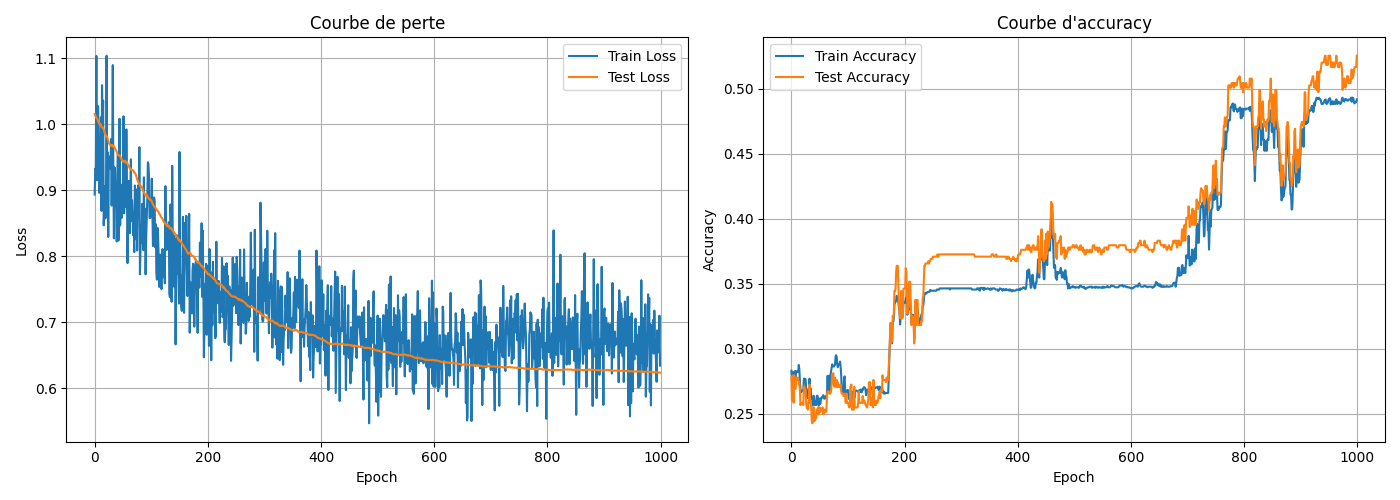 Courbe de perte
Train Loss
Test Loss
1.1
1.0
0.9
0.8
0.7
0.6
Loss
0
200
400
600
800
1000
Epoch
Courbe d'accuracy
Train Accuracy
Test Accuracy
0.50
0.45
0.40
0.35
0.30
0.25
Accuracy
0
200
400
600
800
1000
Epoch